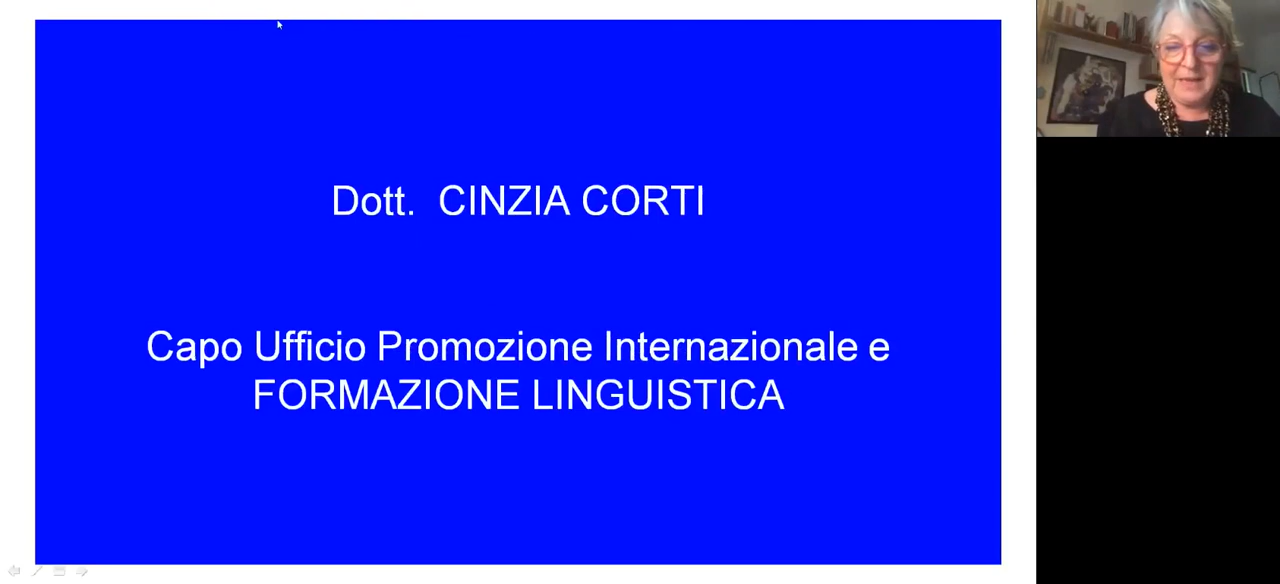 Dott.  CINZIA CORTI
Capo Ufficio Promozione Internazionale e
FORMAZIONE LINGUISTICA